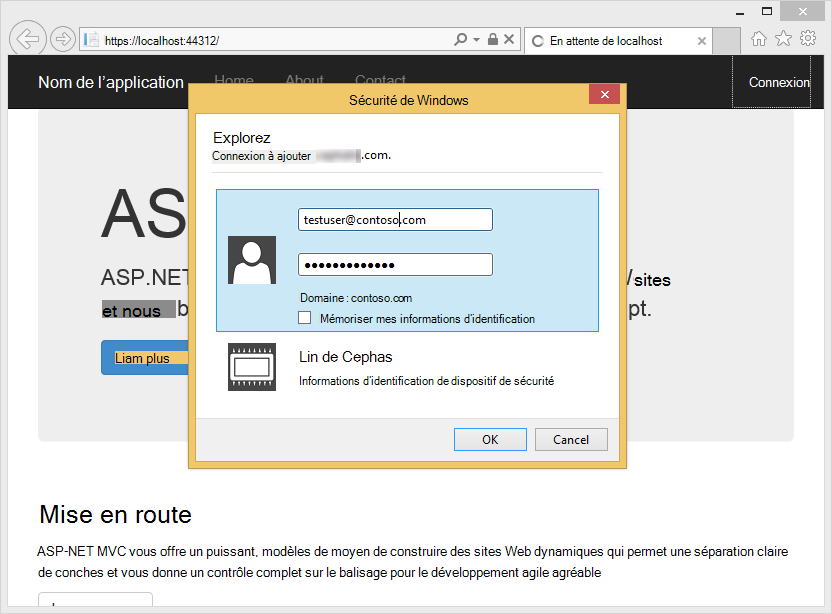 https://localhost:44312/
En attente de localhost
Nom de l'application Home About Contact Connexion
Sécurité de Windows
Explorez
Connexion à ajouter .com.
AS
testuser@contoso.com
•••••••••••••
ASP.NET /sites
Domaine : contoso.com
et nous b pt.
Mémoriser mes informations d'identification
Liam plus
Lin de Cephas
Informations d'identification de dispositif de sécurité
OK Cancel
Mise en route
ASP-NET MVC vous offre un puissant, modèles de moyen de construire des sites Web dynamiques qui permet une séparation claire
de conches et vous donne un contrôle complet sur le balisage pour le développement agile agréable